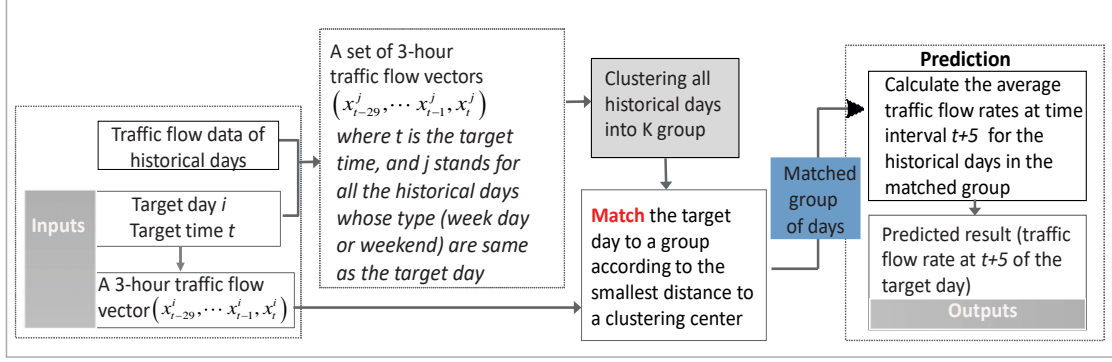 Traffic flow data of
historical days
Inputs
Target day i
Target time t
A 3-hour traffic flow
vector(x^i_{t-29}, ⋯ x^i_{t-1}, x^i_t)
A set of 3-hour
traffic flow vectors
(x^j_{t-29}, ⋯ x^j_{t-1}, x^j_t)
where t is the target
time, and j stands for
all the historical days
whose type (week day
or weekend) are same
as the target day
Clustering all
historical days
into K group
Match the target
day to a group
according to the
smallest distance to
a clustering center
Matched
group
of days
Prediction
Calculate the average
traffic flow rates at time
interval t+5 for the
historical days in the
matched group
Predicted result (traffic
flow rate at t+5 of the
target day)
Outputs